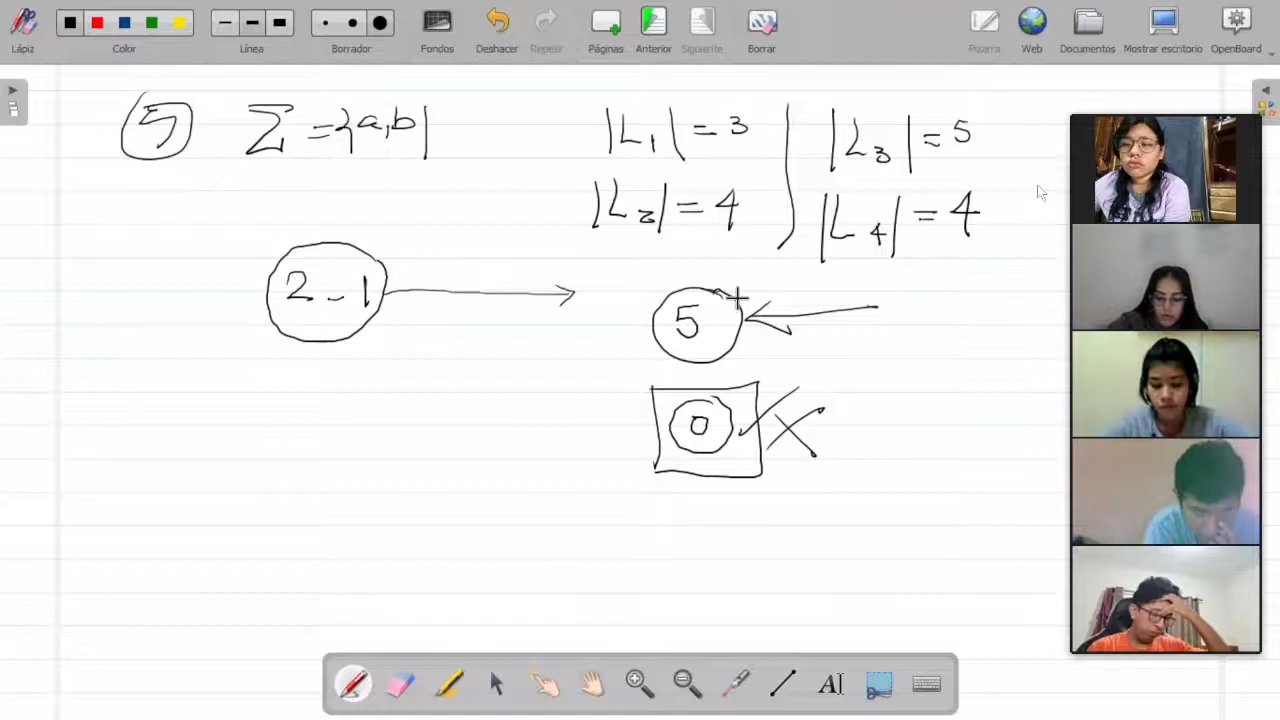 Lápiz Color Línea Borrador Fondos Deshacer Repetir Páginas Anterior Siguiente Borrar Pizarra Web Documentos Mostrar escritorio OpenBoard
5 Σ = {a,b} |L1| = 3 |L3| = 5
|L2| = 4 |L4| = 4
2 - 1
5
0
AI